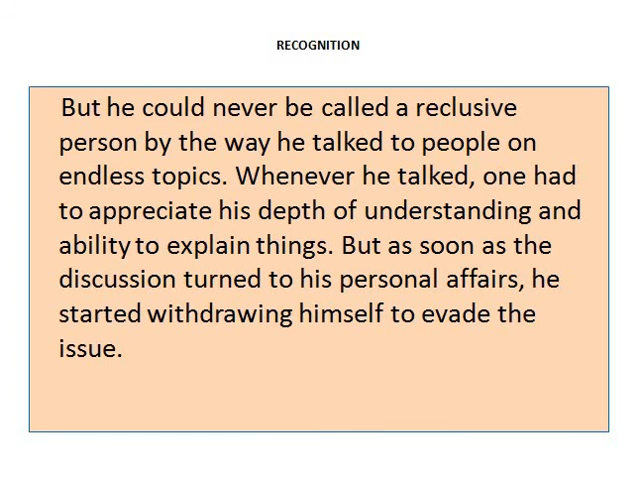 RECOGNITION
But he could never be called a reclusive
person by the way he talked to people on
endless topics. Whenever he talked, one had
to appreciate his depth of understanding and
ability to explain things. But as soon as the
discussion turned to his personal affairs, he
started withdrawing himself to evade the
issue.